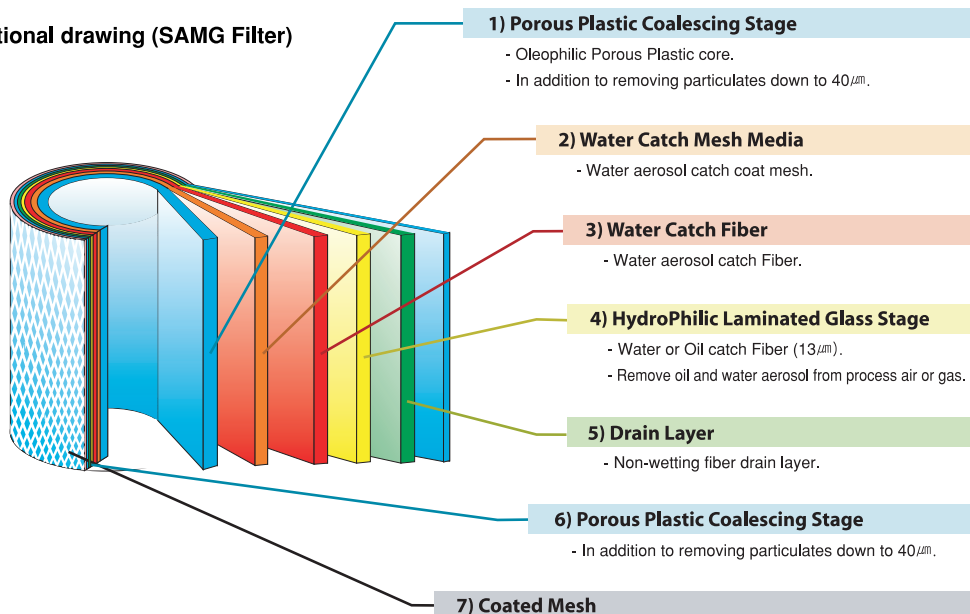 tional drawing (SAMG Filter)
1) Porous Plastic Coalescing Stage
- Oleophilic Porous Plastic core.
- In addition to removing particulates down to 40㎛.
2) Water Catch Mesh Media
- Water aerosol catch coat mesh.
3) Water Catch Fiber
- Water aerosol catch Fiber.
4) HydroPhilic Laminated Glass Stage
- Water or Oil catch Fiber (13㎛).
- Remove oil and water aerosol from process air or gas.
5) Drain Layer
- Non-wetting fiber drain layer.
6) Porous Plastic Coalescing Stage
- In addition to removing particulates down to 40㎛.
7) Coated Mesh